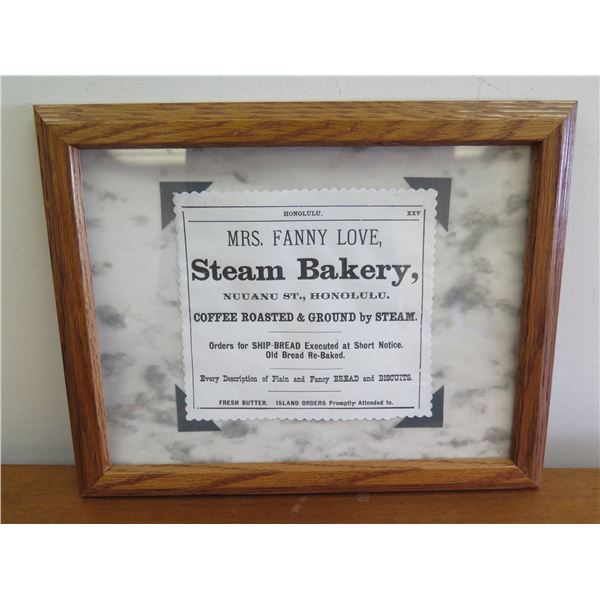 HONOLULU. XXV
MRS. FANNY LOVE,
Steam Bakery,
NUUANU ST., HONOLULU.
COFFEE ROASTED & GROUND by STEAM.
Orders for SHIP-BREAD Executed at Short Notice.
Old Bread Re-Baked.
Every Description of Plain and Fancy BREAD and BISCUITS.
FRESH BUTTER. ISLAND ORDERS Promptly Attended to.